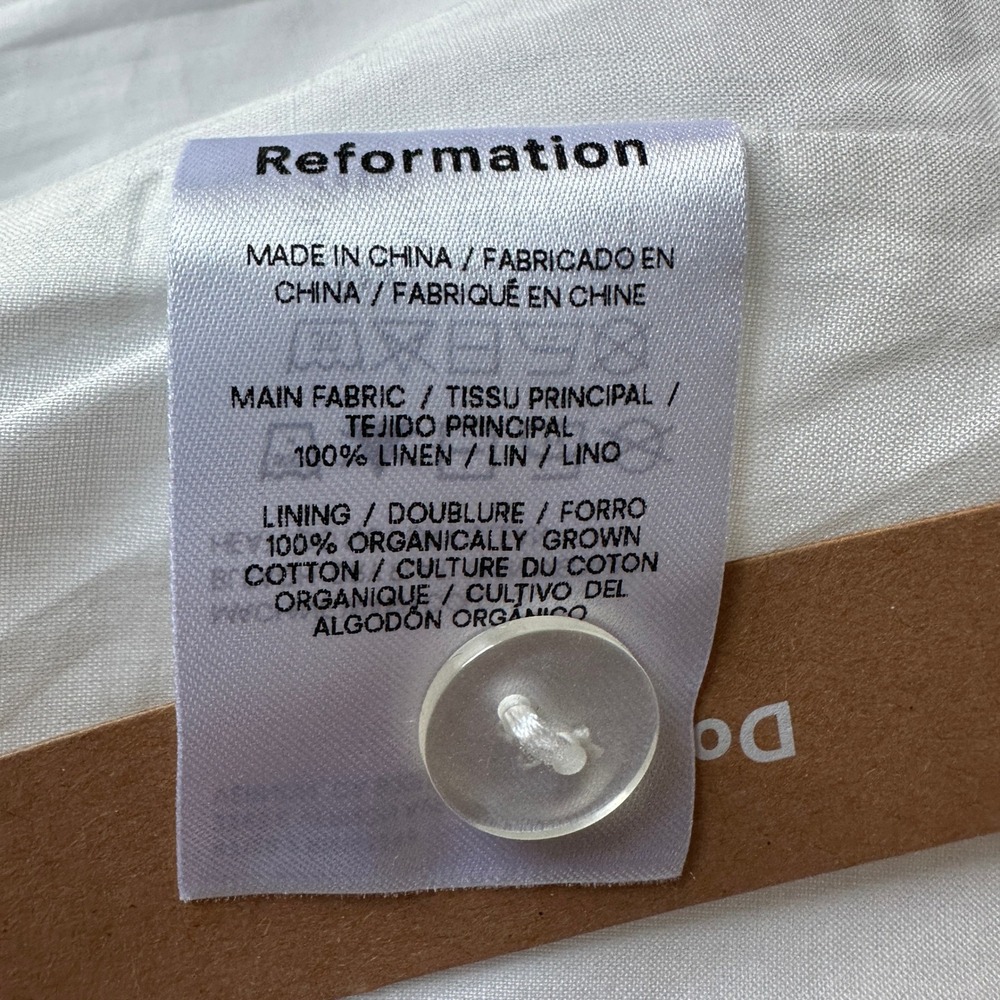 Reformation
MADE IN CHINA / FABRICADO EN
CHINA / FABRIQUÉ EN CHINE
MAIN FABRIC / TISSU PRINCIPAL /
TEJIDO PRINCIPAL
100% LINEN / LIN / LINO
LINING / DOUBLURE / FORRO
100% ORGANICALLY GROWN
COTTON / CULTURE DU COTON
ORGANIQUE / CULTIVO DEL
ALGODÓN ORGÁNICO
Do